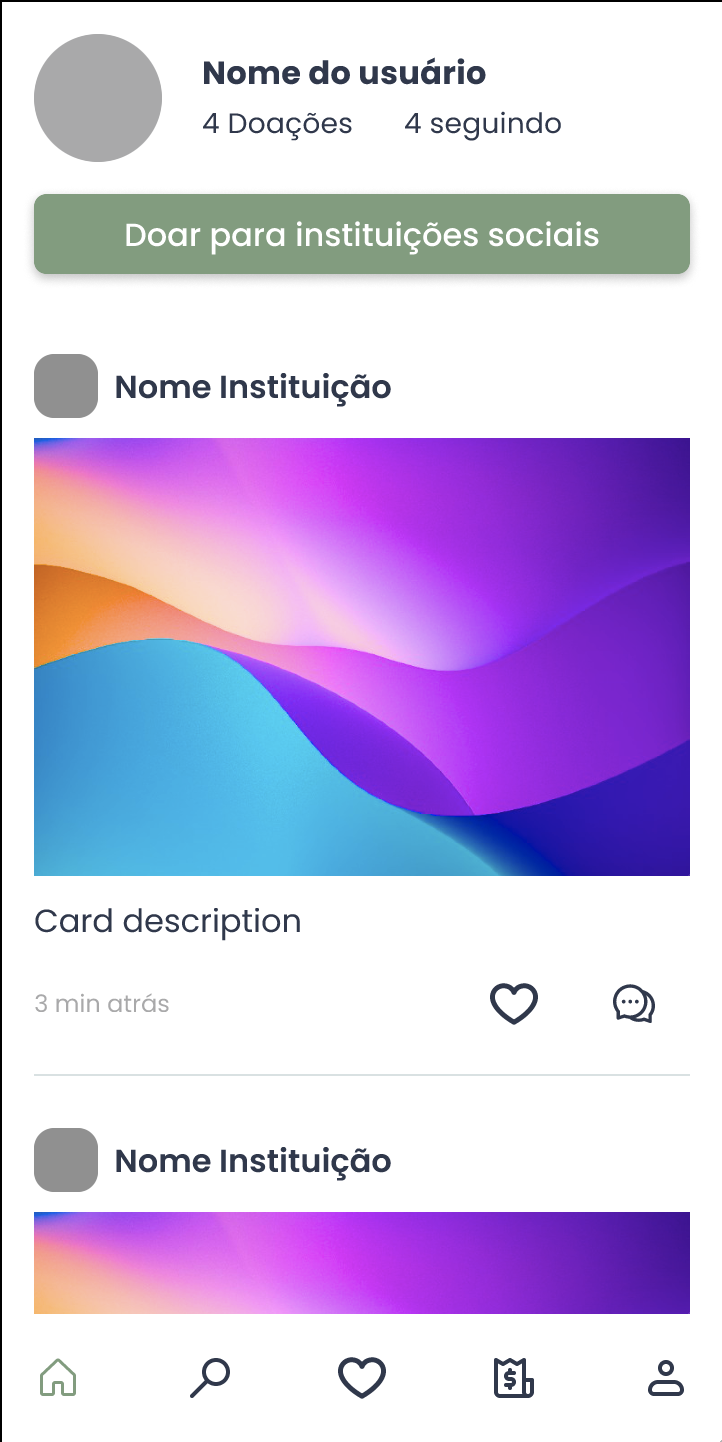 Nome do usuário
4 Doações 4 seguindo
Doar para instituições sociais
Nome Instituição
Card description
3 min atrás
Nome Instituição
$